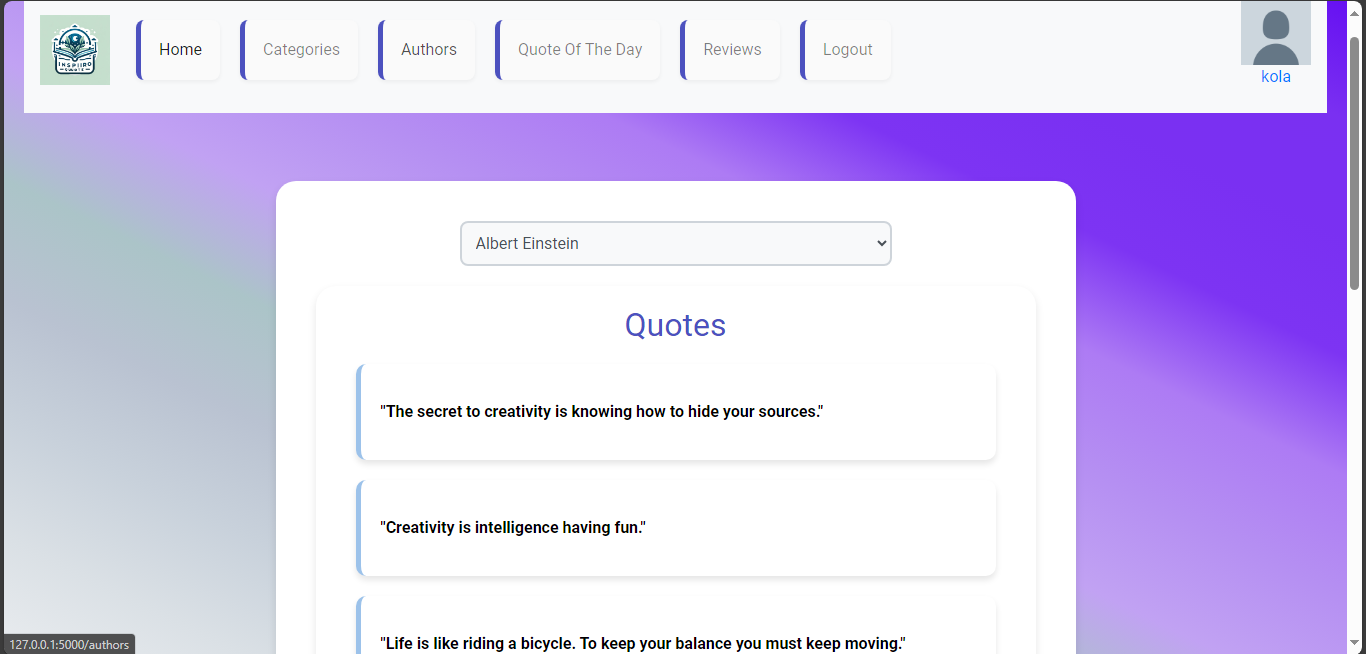 INSPIIRO
QUOTE
Home
Categories
Authors
Quote Of The Day
Reviews
Logout
kola
Albert Einstein
Quotes
"The secret to creativity is knowing how to hide your sources."
"Creativity is intelligence having fun."
"Life is like riding a bicycle. To keep your balance you must keep moving."
127.0.0.1:5000/authors